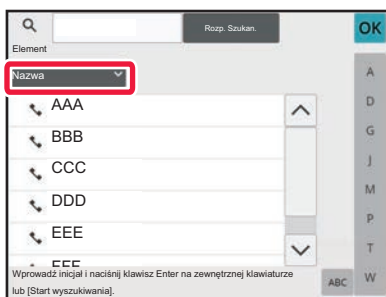 Rozp. Szukan.
OK
Element
Nazwa
AAA
BBB
CCC
DDD
EEE
FFF
A
D
G
J
M
P
T
W
Wprowadź inicjał i naciśnij klawisz Enter na zewnętrznej klawiaturze
lub [Start wyszukiwania].
ABC